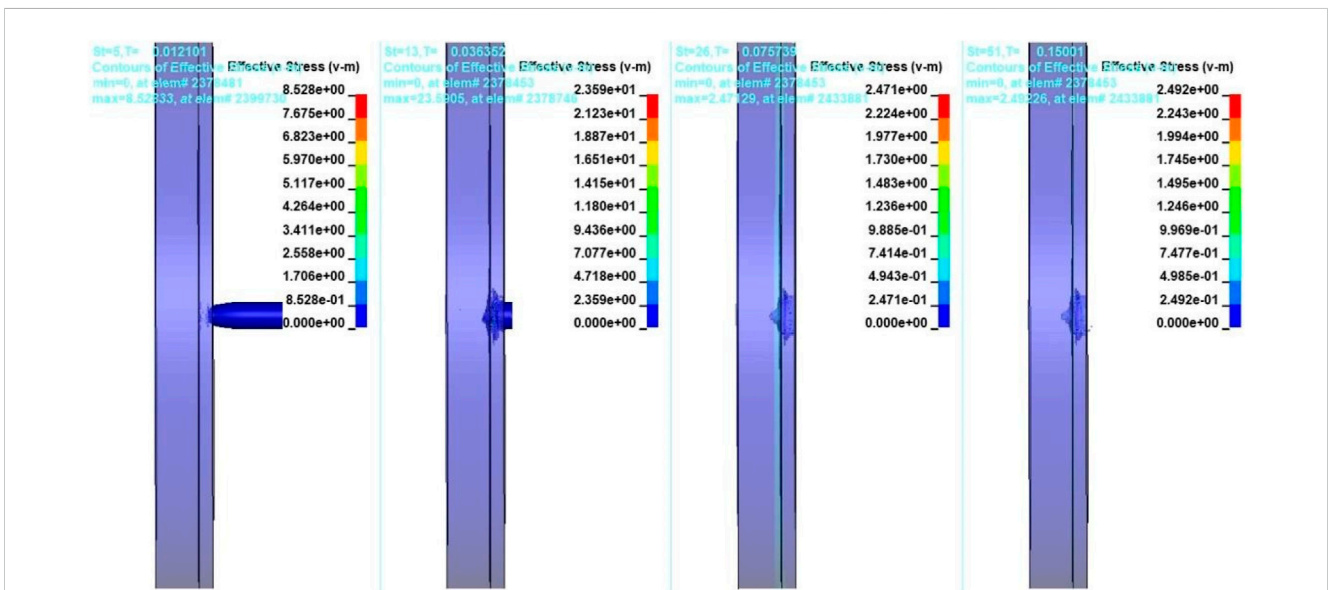 St=5,T= 0.012101
Contours of Effective Stress (v-m)
min=0, at elem# 2378481
max=8.52833, at elem# 2399730
Effective Stress (v-m)
8.528e+00
7.675e+00
6.823e+00
5.970e+00
5.117e+00
4.264e+00
3.411e+00
2.558e+00
1.706e+00
8.528e-01
0.000e+00
St=13,T= 0.036352
Contours of Effective Stress (v-m)
min=0, at elem# 2378453
max=23.5905, at elem# 2378746
Effective Stress (v-m)
2.359e+01
2.123e+01
1.887e+01
1.651e+01
1.415e+01
1.180e+01
9.436e+00
7.077e+00
4.718e+00
2.359e+00
0.000e+00
St=26,T= 0.075739
Contours of Effective Stress (v-m)
min=0, at elem# 2378453
max=2.47129, at elem# 2433881
Effective Stress (v-m)
2.471e+00
2.224e+00
1.977e+00
1.730e+00
1.483e+00
1.236e+00
9.885e-01
7.414e-01
4.943e-01
2.471e-01
0.000e+00
St=51,T= 0.15001
Contours of Effective Stress (v-m)
min=0, at elem# 2378453
max=2.49226, at elem# 2433881
Effective Stress (v-m)
2.492e+00
2.243e+00
1.994e+00
1.745e+00
1.495e+00
1.246e+00
9.969e-01
7.477e-01
4.985e-01
2.492e-01
0.000e+00